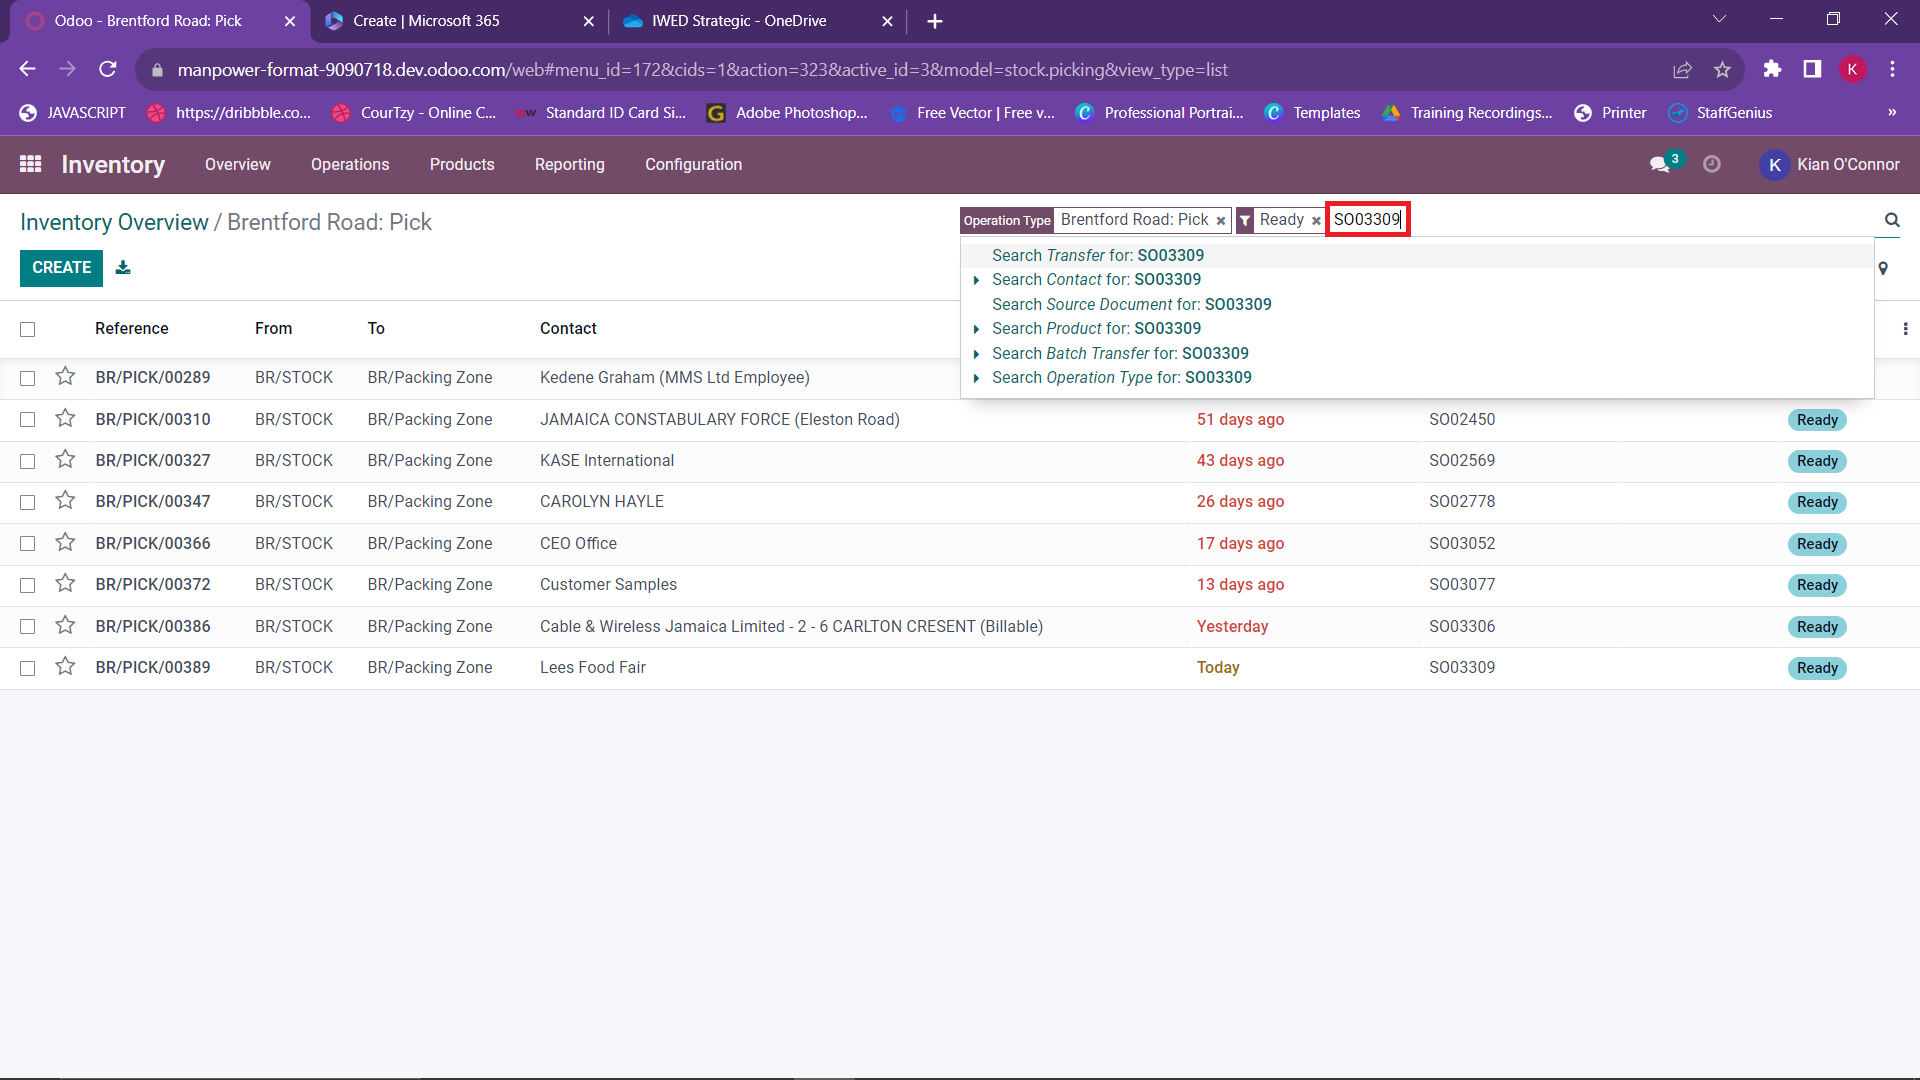 Odoo - Brentford Road: Pick
Create | Microsoft 365
IWED Strategic - OneDrive
manpower-format-9090718.dev.odoo.com/web#menu_id=172&cids=1&action=323&active_id=3&model=stock.picking&view_type=list
K
JAVASCRIPT https://dribbble.co... CourTzy - Online C... Standard ID Card Si... Adobe Photoshop... Free Vector | Free v... Professional Portrai... Templates Training Recordings... Printer StaffGenius »
Inventory Overview Operations Products Reporting Configuration 3 K Kian O'Connor
Inventory Overview / Brentford Road: Pick
Operation Type Brentford Road: Pick × Ready × SO03309
CREATE
Search Transfer for: SO03309
Search Contact for: SO03309
Search Source Document for: SO03309
Search Product for: SO03309
Search Batch Transfer for: SO03309
Search Operation Type for: SO03309
Reference From To Contact
BR/PICK/00289 BR/STOCK BR/Packing Zone Kedene Graham (MMS Ltd Employee)
BR/PICK/00310 BR/STOCK BR/Packing Zone JAMAICA CONSTABULARY FORCE (Eleston Road) 51 days ago SO02450 Ready
BR/PICK/00327 BR/STOCK BR/Packing Zone KASE International 43 days ago SO02569 Ready
BR/PICK/00347 BR/STOCK BR/Packing Zone CAROLYN HAYLE 26 days ago SO02778 Ready
BR/PICK/00366 BR/STOCK BR/Packing Zone CEO Office 17 days ago SO03052 Ready
BR/PICK/00372 BR/STOCK BR/Packing Zone Customer Samples 13 days ago SO03077 Ready
BR/PICK/00386 BR/STOCK BR/Packing Zone Cable & Wireless Jamaica Limited - 2 - 6 CARLTON CRESENT (Billable) Yesterday SO03306 Ready
BR/PICK/00389 BR/STOCK BR/Packing Zone Lees Food Fair Today SO03309 Ready